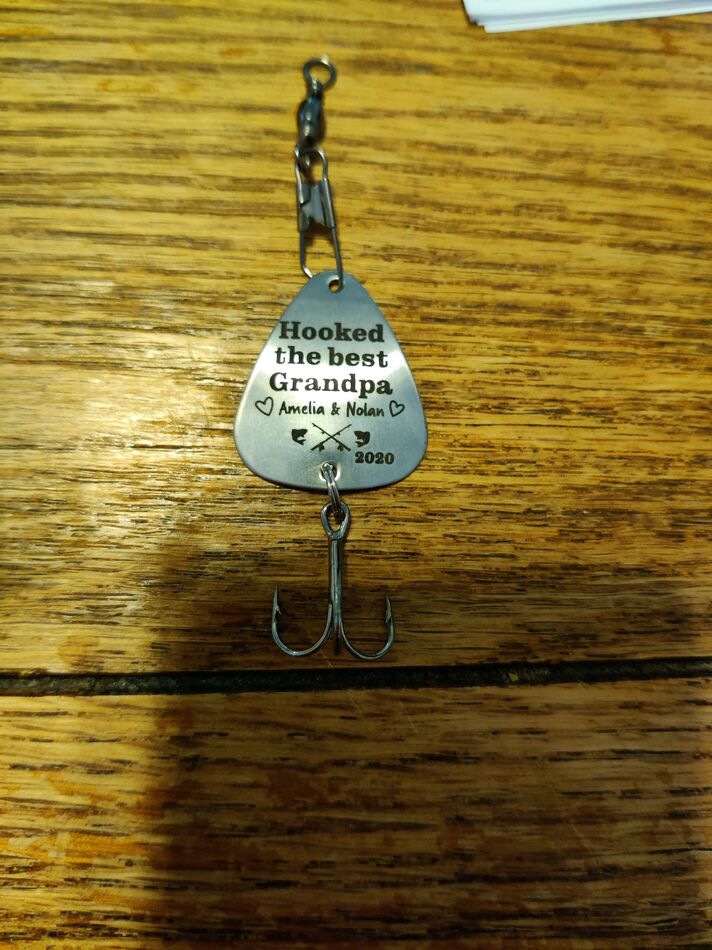 Hooked
the best
Grandpa
Amelia & Nolan
2020